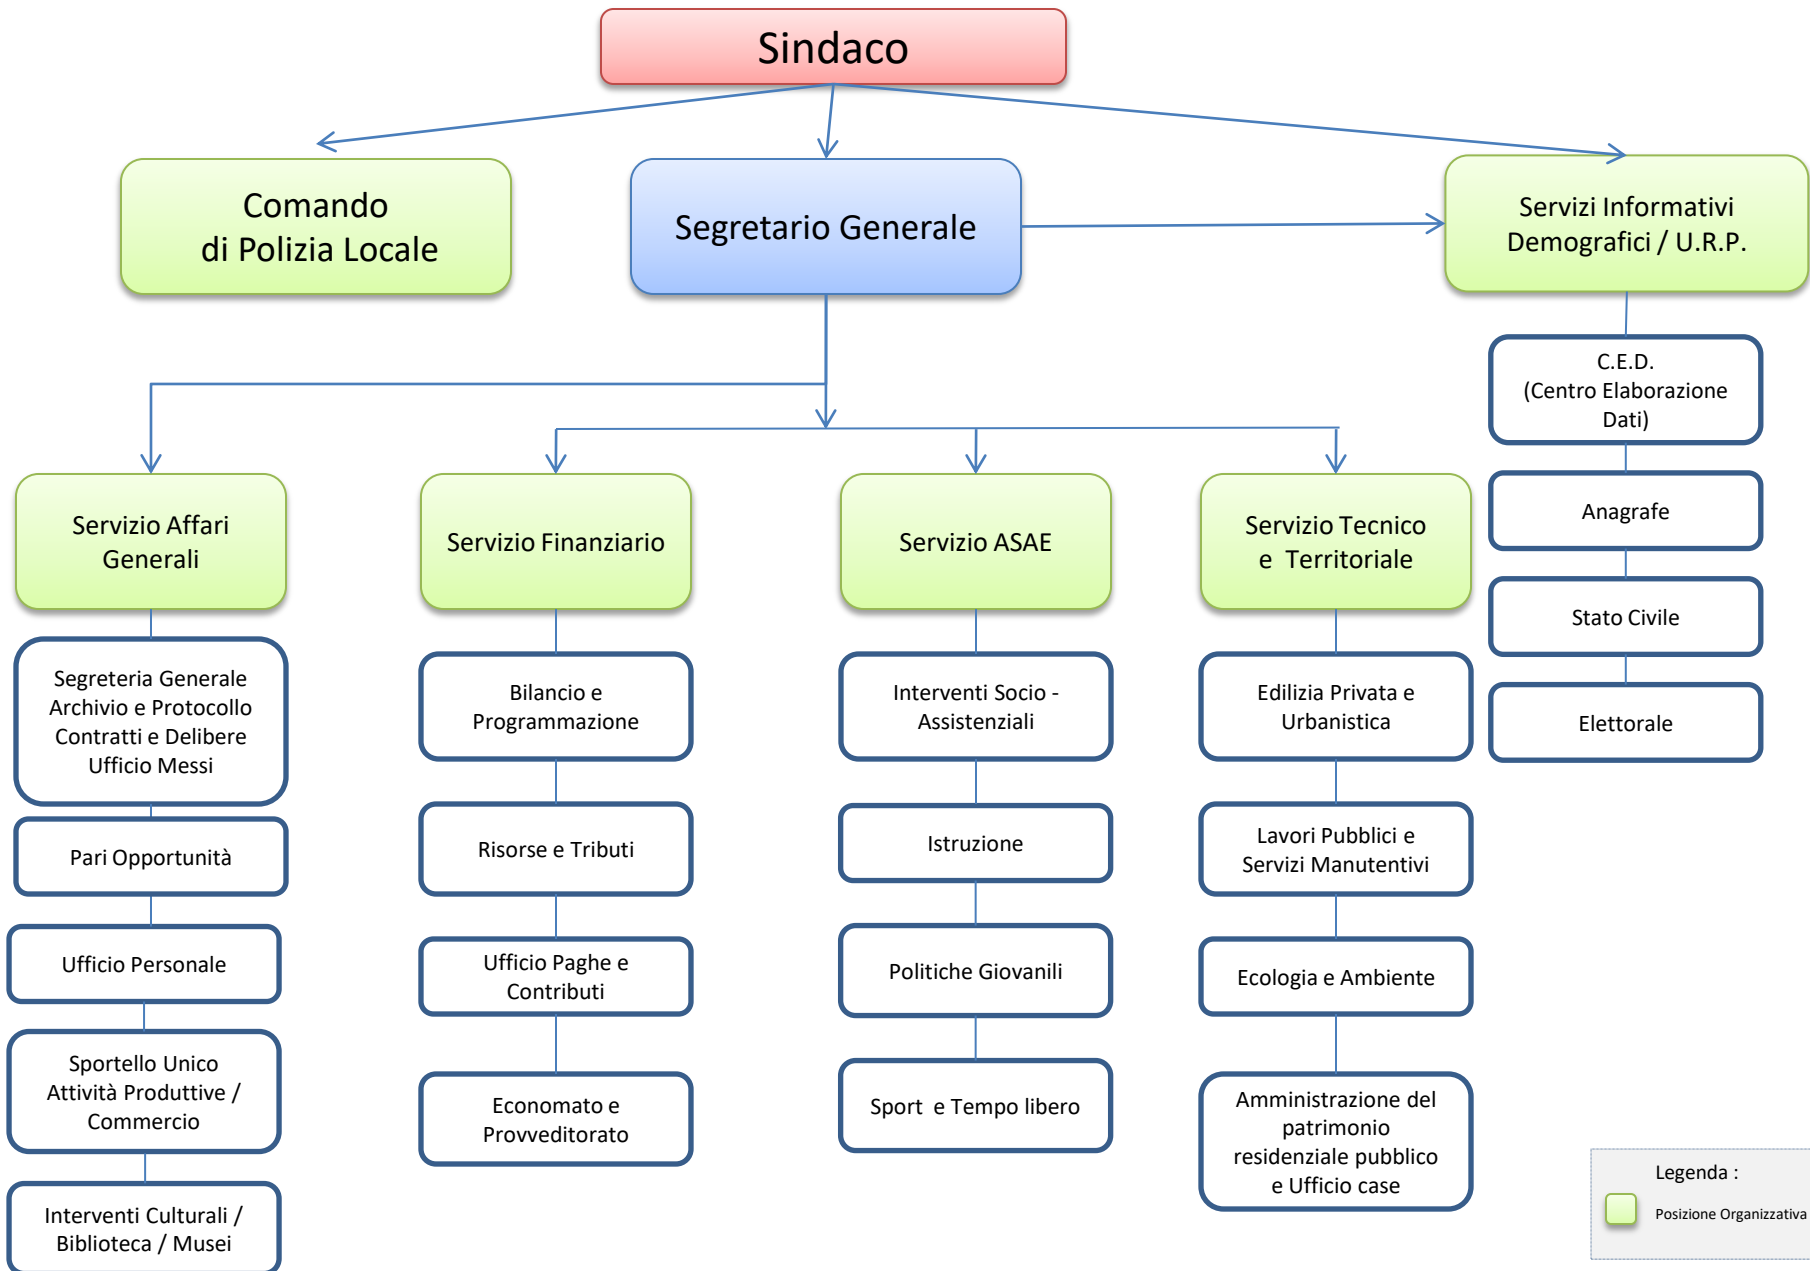 Sindaco
Comando
di Polizia Locale
Segretario Generale
Servizi Informativi
Demografici / U.R.P.
C.E.D.
(Centro Elaborazione
Dati)
Anagrafe
Stato Civile
Elettorale
Servizio Affari
Generali
Segreteria Generale
Archivio e Protocollo
Contratti e Delibere
Ufficio Messi
Pari Opportunità
Ufficio Personale
Sportello Unico
Attività Produttive /
Commercio
Interventi Culturali /
Biblioteca / Musei
Servizio Finanziario
Bilancio e
Programmazione
Risorse e Tributi
Ufficio Paghe e
Contributi
Economato e
Provveditorato
Servizio ASAE
Interventi Socio -
Assistenziali
Istruzione
Politiche Giovanili
Sport e Tempo libero
Servizio Tecnico
e Territoriale
Edilizia Privata e
Urbanistica
Lavori Pubblici e
Servizi Manutentivi
Ecologia e Ambiente
Amministrazione del
patrimonio
residenziale pubblico
e Ufficio case
Legenda :
Posizione Organizzativa